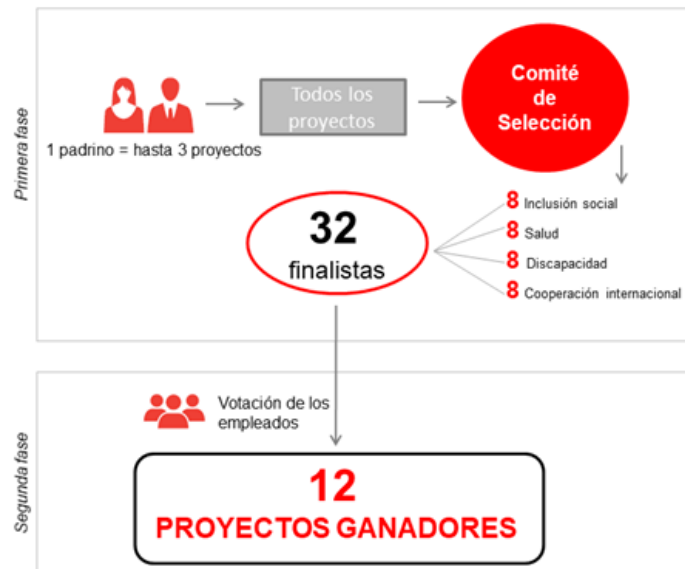 Primera fase
1 padrino = hasta 3 proyectos
Todos los
proyectos
Comité
de
Selección
8 Inclusión social
8 Salud
8 Discapacidad
8 Cooperación internacional
32
finalistas
Segunda fase
Votación de los
empleados
12
PROYECTOS GANADORES